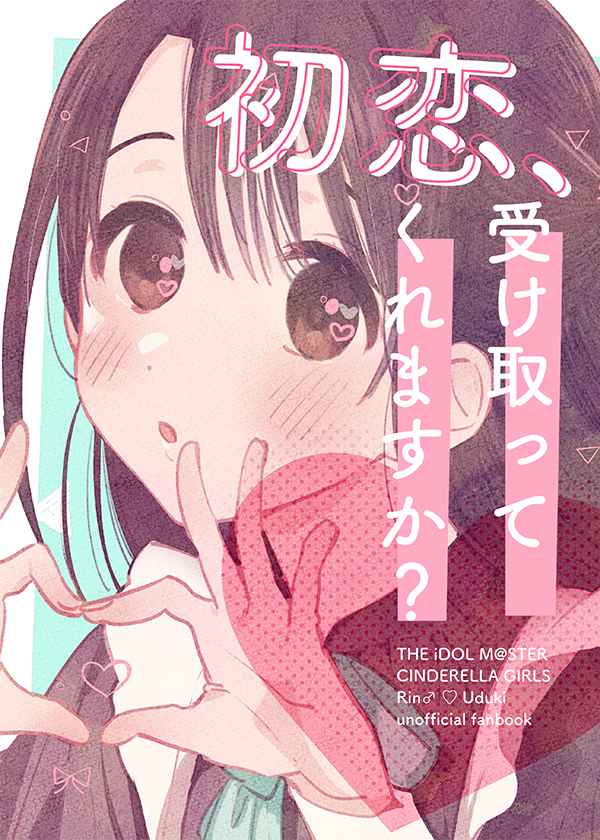 初恋、
受け取って
くれますか？
THE iDOL M@STER
CINDERELLA GIRLS
Rin♂ ♡ Uduki
unofficial fanbook